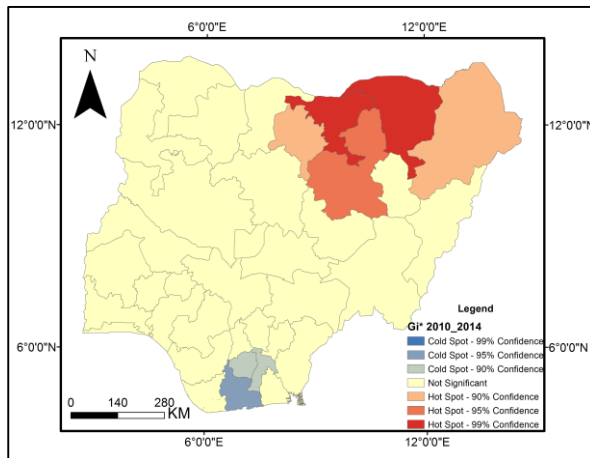 6°0'0"E 12°0'0"E
N
12°0'0"N 12°0'0"N
Legend
Gi* 2010_2014
Cold Spot - 99% Confidence
Cold Spot - 95% Confidence
Cold Spot - 90% Confidence
Not Significant
Hot Spot - 90% Confidence
Hot Spot - 95% Confidence
Hot Spot - 99% Confidence
6°0'0"N 6°0'0"N
0 140 280
KM
6°0'0"E 12°0'0"E